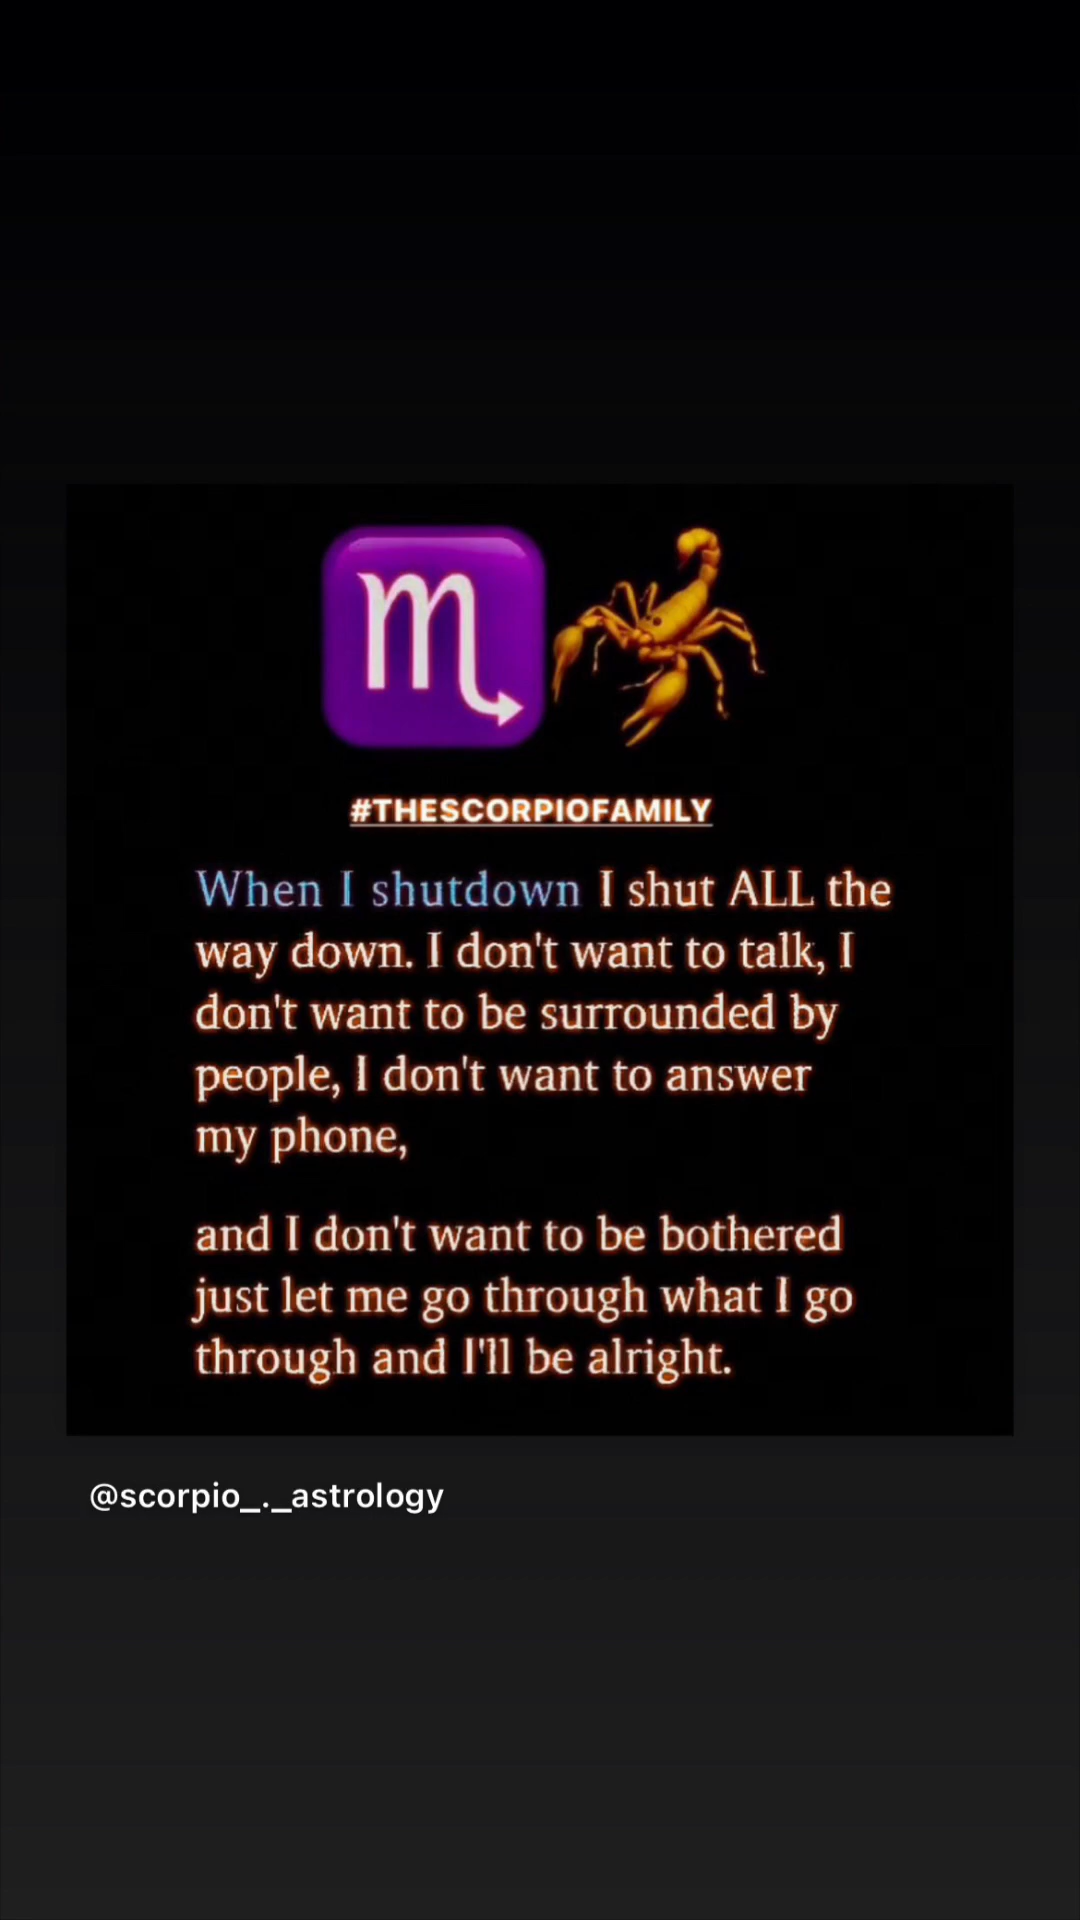 #THESCORPIOFAMILY
When I shutdown I shut ALL the
way down. I don't want to talk, I
don't want to be surrounded by
people, I don't want to answer
my phone,
and I don't want to be bothered
just let me go through what I go
through and I'll be alright.
@scorpio_._astrology